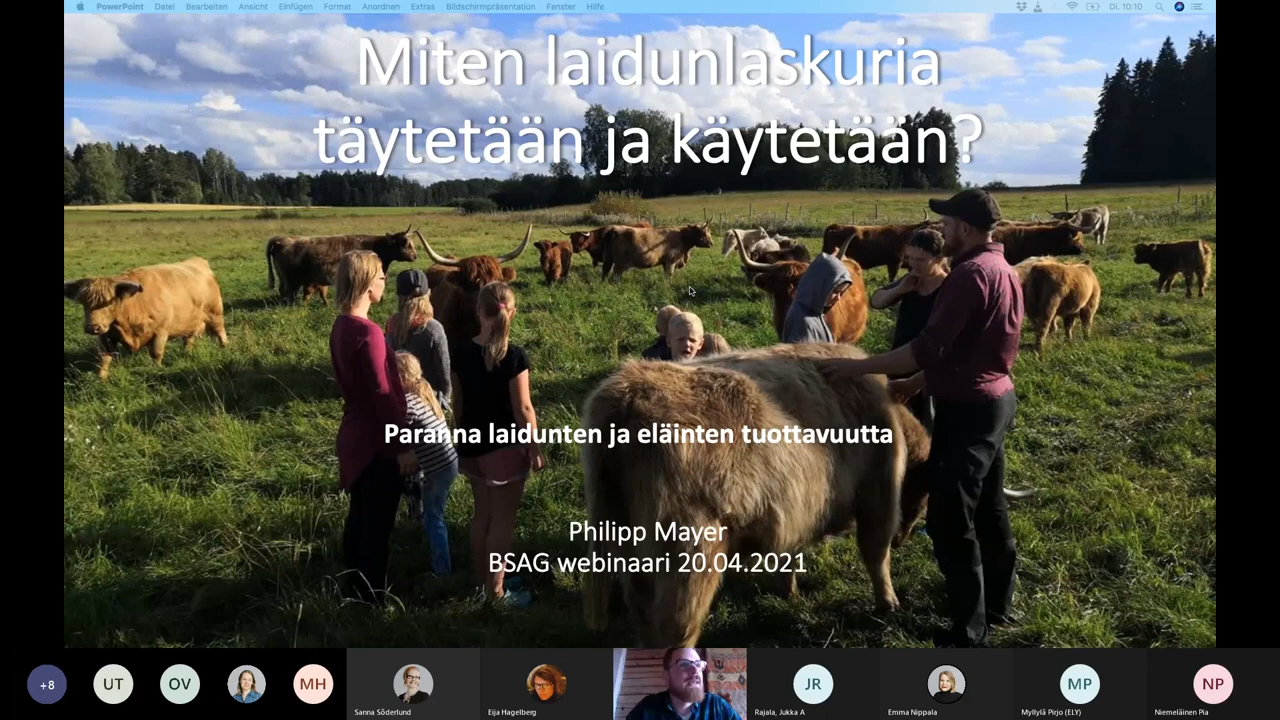 PowerPoint Datei Bearbeiten Ansicht Einfügen Format Anordnen Extras Bildschirmpräsentation Fenster Hilfe Di. 10:10
Miten laidunlaskuria
täytetään ja käytetään?
Paranna laidunten ja eläinten tuottavuutta
Philipp Mayer
BSAG webinaari 20.04.2021
+8 UT OV MH JR MP NP
Sanna Söderlund Eija Hagelberg Rajala, Jukka A Emma Nippala Myllylä Pirjo (ELY) Niemeläinen Pia